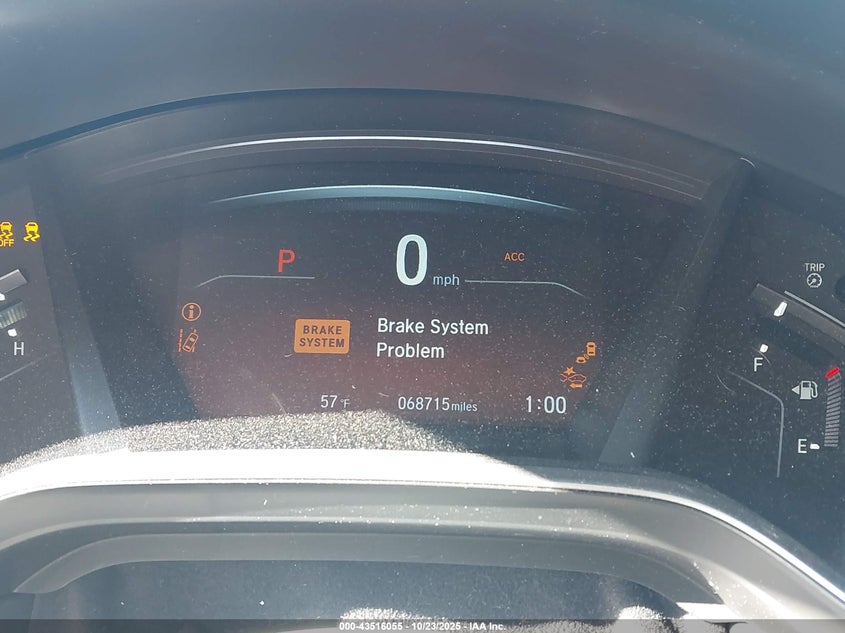 OFF
P
0 mph
ACC
TRIP
BRAKE
SYSTEM
Brake System
Problem
H
F
E
57°F
068715 miles
1:00
000-43516055 - 10/23/2025 - IAA Inc.